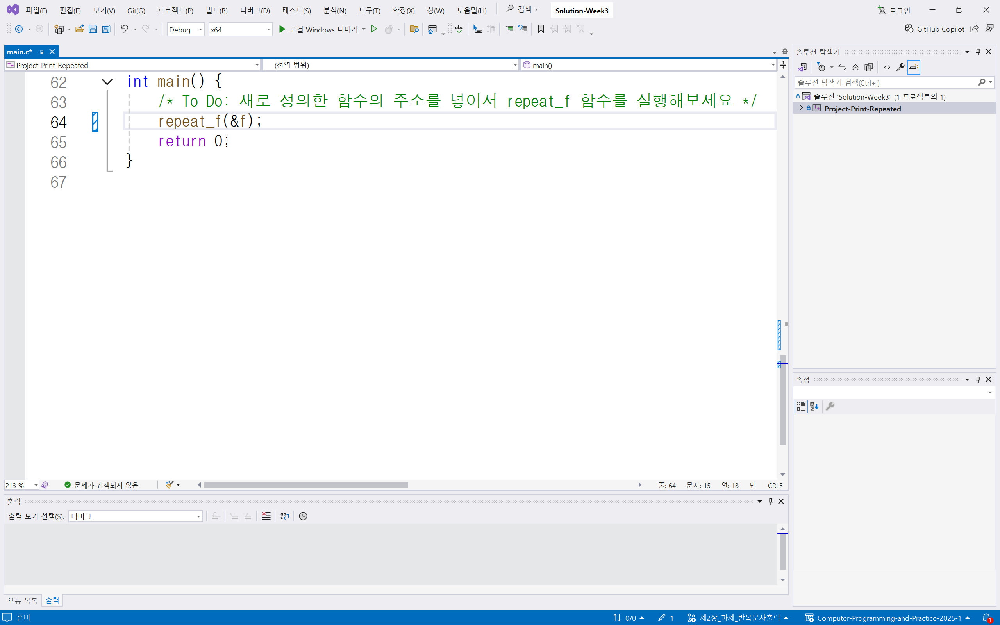 파일(F) 편집(E) 보기(V) Git(G) 프로젝트(P) 빌드(B) 디버그(D) 테스트(S) 분석(N) 도구(T) 확장(X) 창(W) 도움말(H) 검색 Solution-Week3 로그인
Debug x64 로컬 Windows 디버거 abc GitHub Copilot
main.c*
Project-Print-Repeated (전역 범위) main()
62 int main() {
63 /* To Do: 새로 정의한 함수의 주소를 넣어서 repeat_f 함수를 실행해보세요 */
64 repeat_f(&f);
65 return 0;
66 }
67
213 % 문제가 검색되지 않음 줄: 64 문자: 15 열: 18 탭 CRLF
출력
출력 보기 선택(S): 디버그
오류 목록 출력
솔루션 탐색기
솔루션 탐색기 검색(Ctrl+;)
솔루션 'Solution-Week3' (1 프로젝트의 1)
Project-Print-Repeated
속성
준비 0/0 1 제2장_과제_반복문자출력 Computer-Programming-and-Practice-2025-1 1